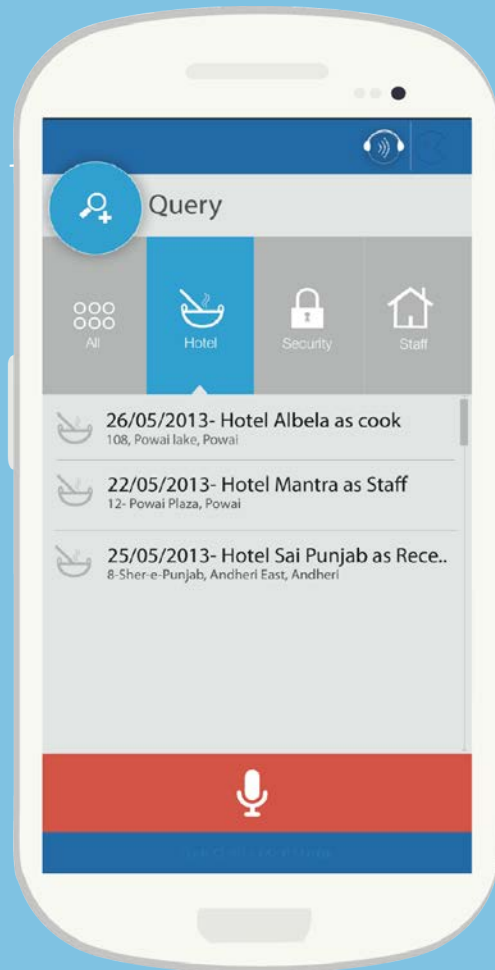 Query
All
Hotel
Security
Staff
26/05/2013- Hotel Albela as cook
108, Powai lake, Powai
22/05/2013- Hotel Mantra as Staff
12- Powai Plaza, Powai
25/05/2013- Hotel Sai Punjab as Rece..
8-Sher-e-Punjab, Andheri East, Andheri